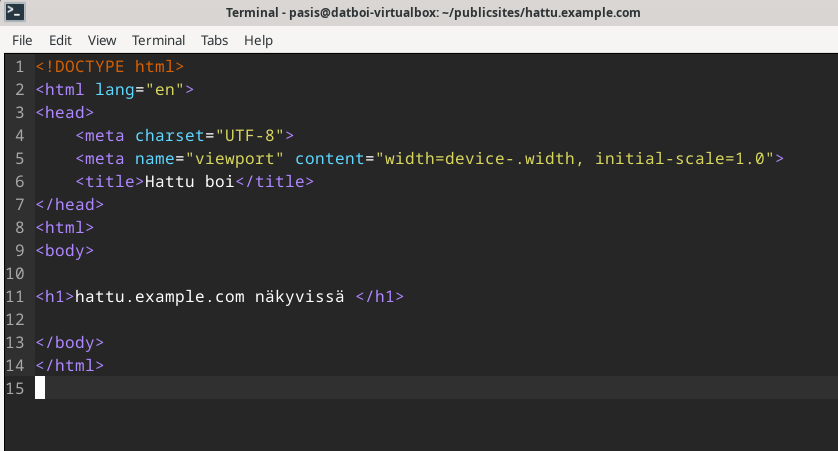 Terminal - pasis@datboi-virtualbox: ~/publicsites/hattu.example.com
File Edit View Terminal Tabs Help
1 <!DOCTYPE html>
2 <html lang="en">
3 <head>
4     <meta charset="UTF-8">
5     <meta name="viewport" content="width=device-.width, initial-scale=1.0">
6     <title>Hattu boi</title>
7 </head>
8 <html>
9 <body>
10
11 <h1>hattu.example.com näkyvissä </h1>
12
13 </body>
14 </html>
15